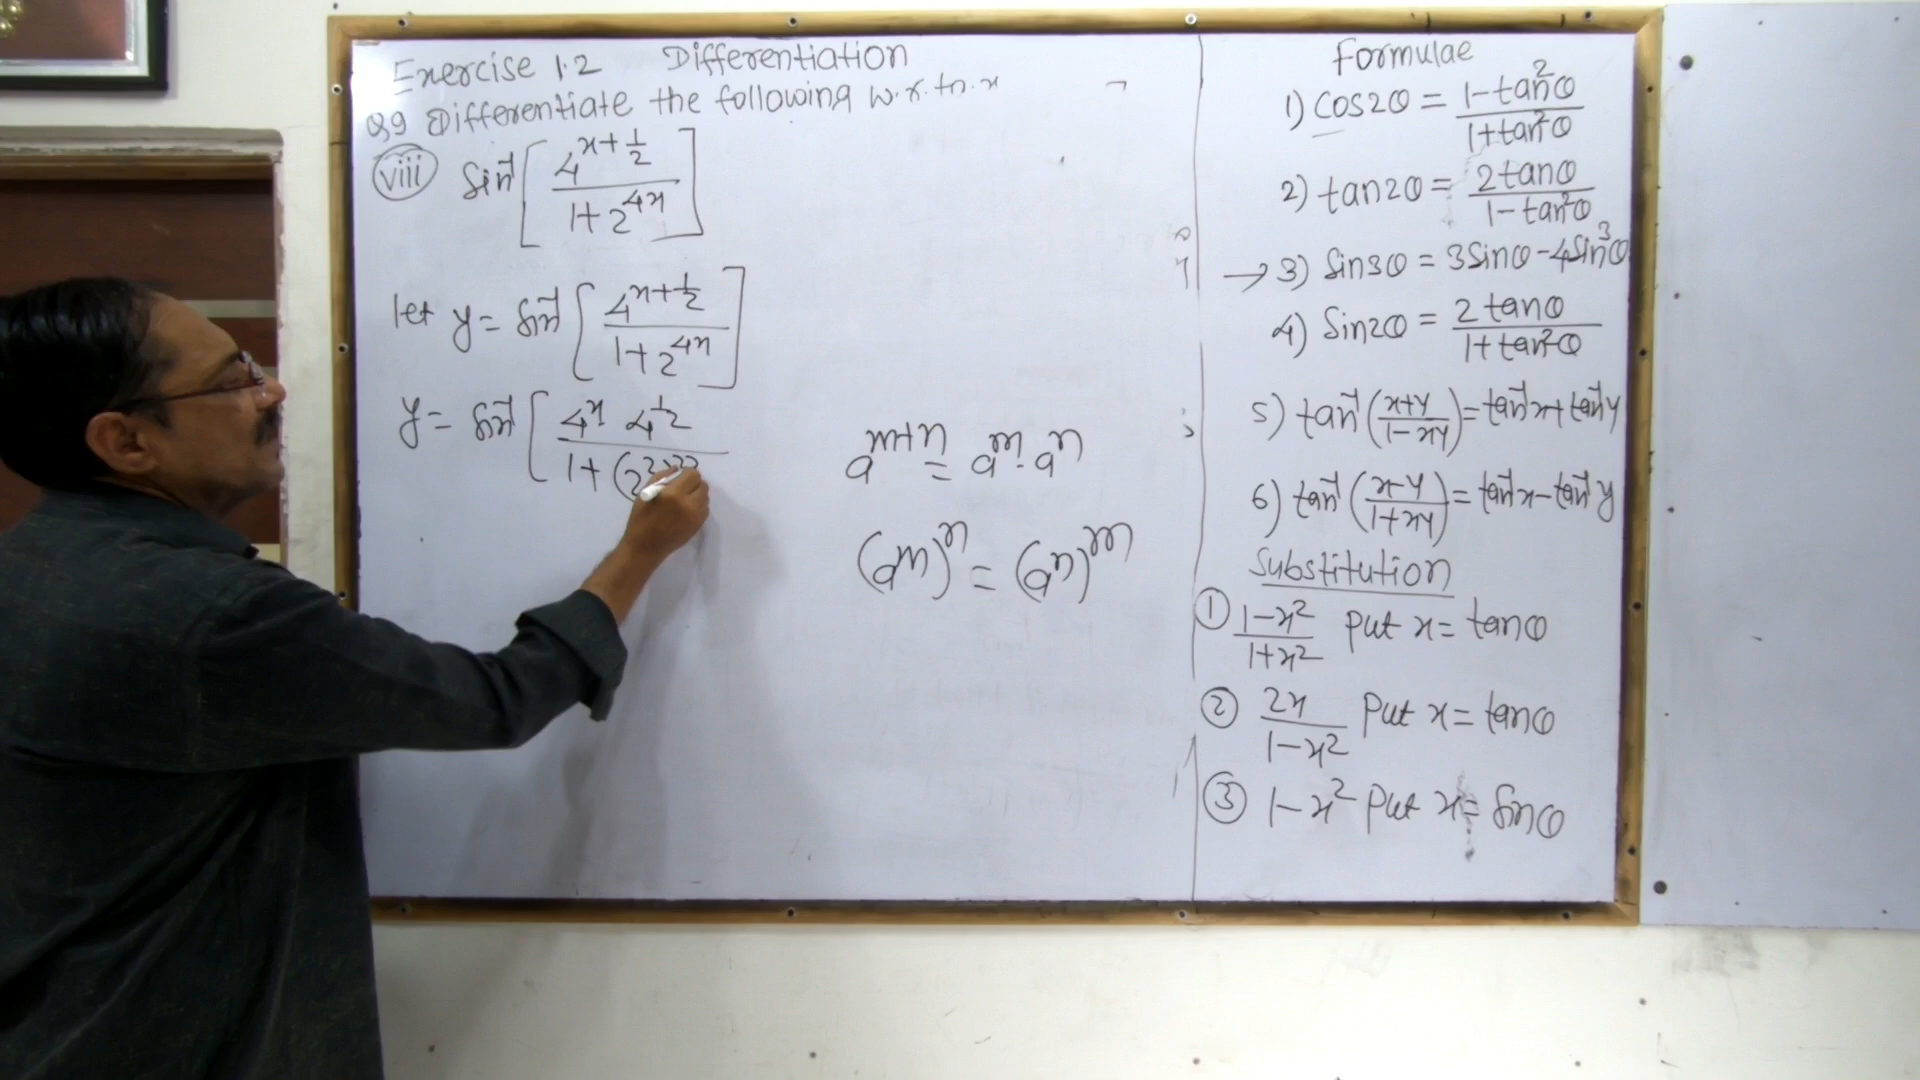 Exercise 1.2 Differentiation
Q9 Differentiate the following w.r.to.x
(viii) Sin⁻¹[4^(x+1/2) / (1+2^(4x))]
let y = Sin⁻¹[4^(x+1/2) / (1+2^(4x))]
y = Sin⁻¹[4^x 4^(1/2) / 1+(2²)
a^(m+n) = a^m . a^n
(a^m)^n = (a^n)^m
Formulae
1) Cos2θ = (1-tan²θ)/(1+tan²θ)
2) tan2θ = 2tanθ/(1-tan²θ)
→ 3) Sin3θ = 3Sinθ-4Sin³θ
4) Sin2θ = 2tanθ/(1+tan²θ)
5) tan⁻¹((x+y)/(1-xy)) = tan⁻¹x+tan⁻¹y
6) tan⁻¹((x-y)/(1+xy)) = tan⁻¹x-tan⁻¹y
Substitution
① (1-x²)/(1+x²) Put x = tanθ
② 2x/(1-x²) Put x = tanθ
③ 1-x² Put x = Sinθ